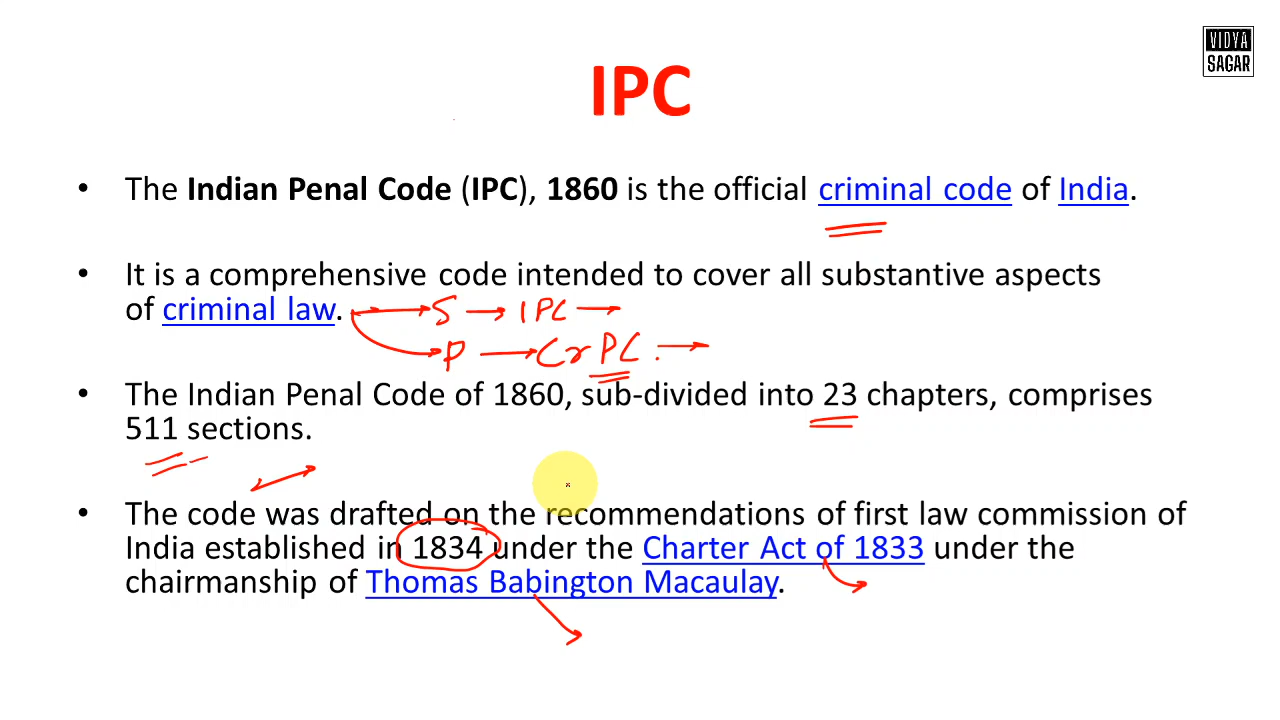 VIDYA
SAGAR
IPC
• The Indian Penal Code (IPC), 1860 is the official criminal code of India.
• It is a comprehensive code intended to cover all substantive aspects
of criminal law.
S → IPC →
P → CrPC. →
• The Indian Penal Code of 1860, sub-divided into 23 chapters, comprises
511 sections.
• The code was drafted on the recommendations of first law commission of
India established in 1834 under the Charter Act of 1833 under the
chairmanship of Thomas Babington Macaulay.